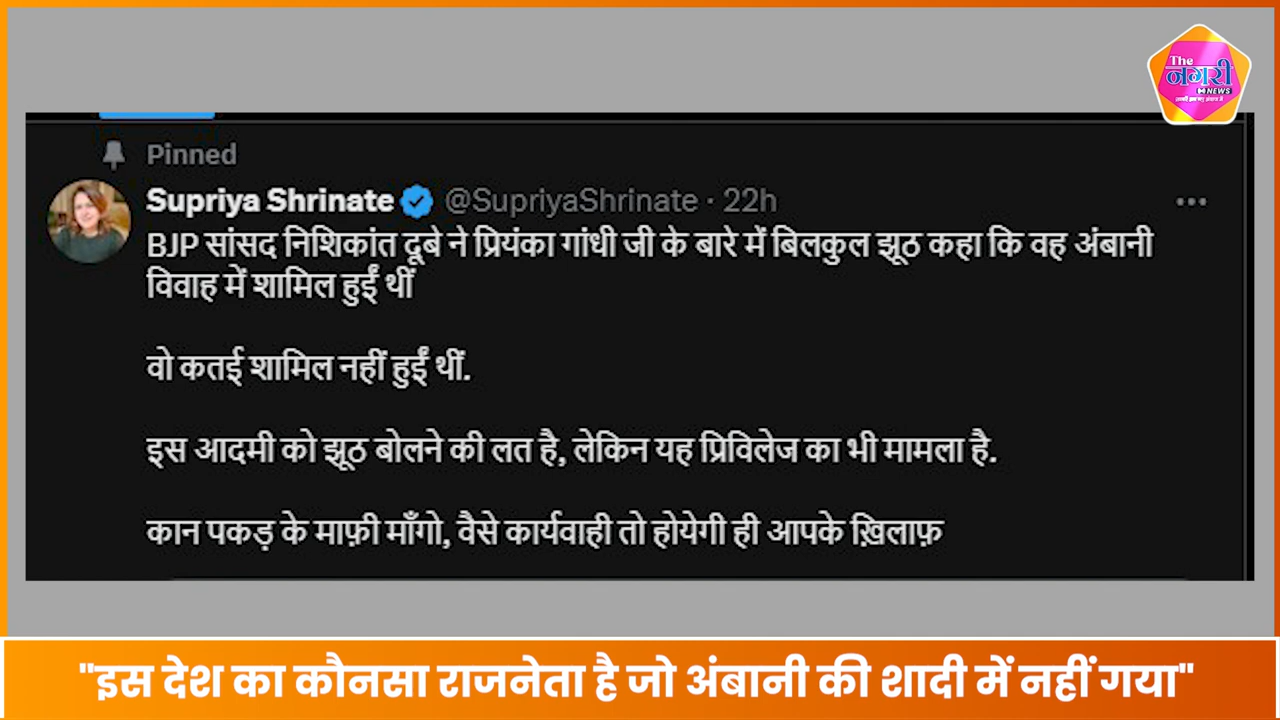 The
नगरी
NEWS
Pinned
Supriya Shrinate @SupriyaShrinate · 22h
BJP सांसद निशिकांत दूबे ने प्रियंका गांधी जी के बारे में बिलकुल झूठ कहा कि वह अंबानी
विवाह में शामिल हुईं थीं
वो कतई शामिल नहीं हुईं थीं.
इस आदमी को झूठ बोलने की लत है, लेकिन यह प्रिविलेज का भी मामला है.
कान पकड़ के माफ़ी माँगो, वैसे कार्यवाही तो होयेगी ही आपके ख़िलाफ़
"इस देश का कौनसा राजनेता है जो अंबानी की शादी में नहीं गया"